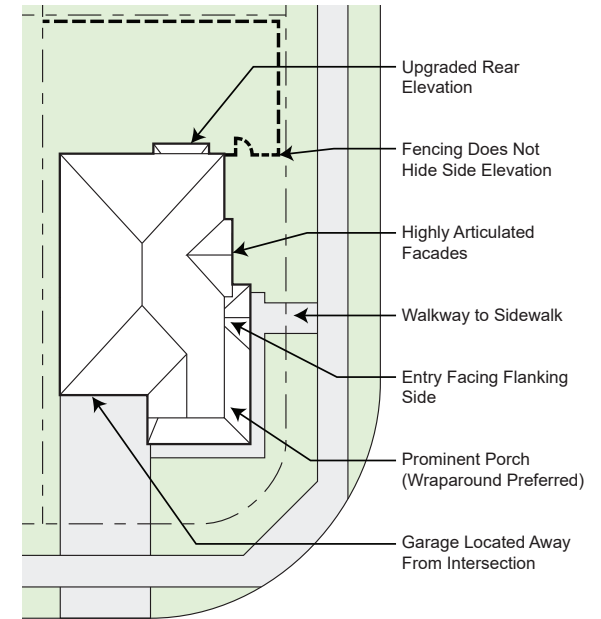 Upgraded Rear
Elevation
Fencing Does Not
Hide Side Elevation
Highly Articulated
Facades
Walkway to Sidewalk
Entry Facing Flanking
Side
Prominent Porch
(Wraparound Preferred)
Garage Located Away
From Intersection